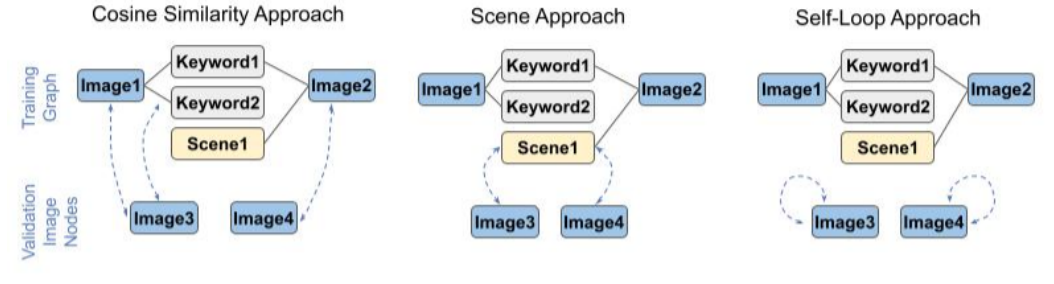 Cosine Similarity Approach
Training
Graph
Image1
Keyword1
Keyword2
Scene1
Image2
Validation
Image
Nodes
Image3
Image4
Scene Approach
Image1
Keyword1
Keyword2
Scene1
Image2
Image3
Image4
Self-Loop Approach
Image1
Keyword1
Keyword2
Scene1
Image2
Image3
Image4